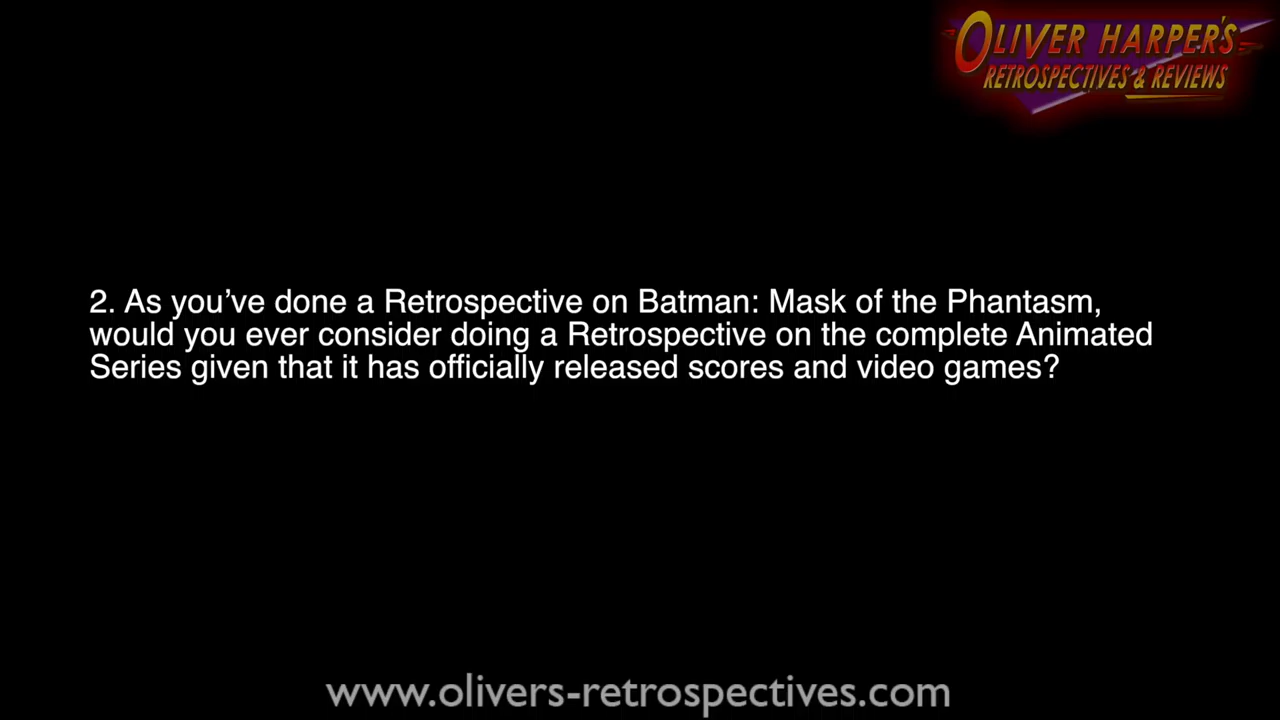 OLIVER HARPER'S
RETROSPECTIVES & REVIEWS
2. As you’ve done a Retrospective on Batman: Mask of the Phantasm,
would you ever consider doing a Retrospective on the complete Animated
Series given that it has officially released scores and video games?
www.olivers-retrospectives.com